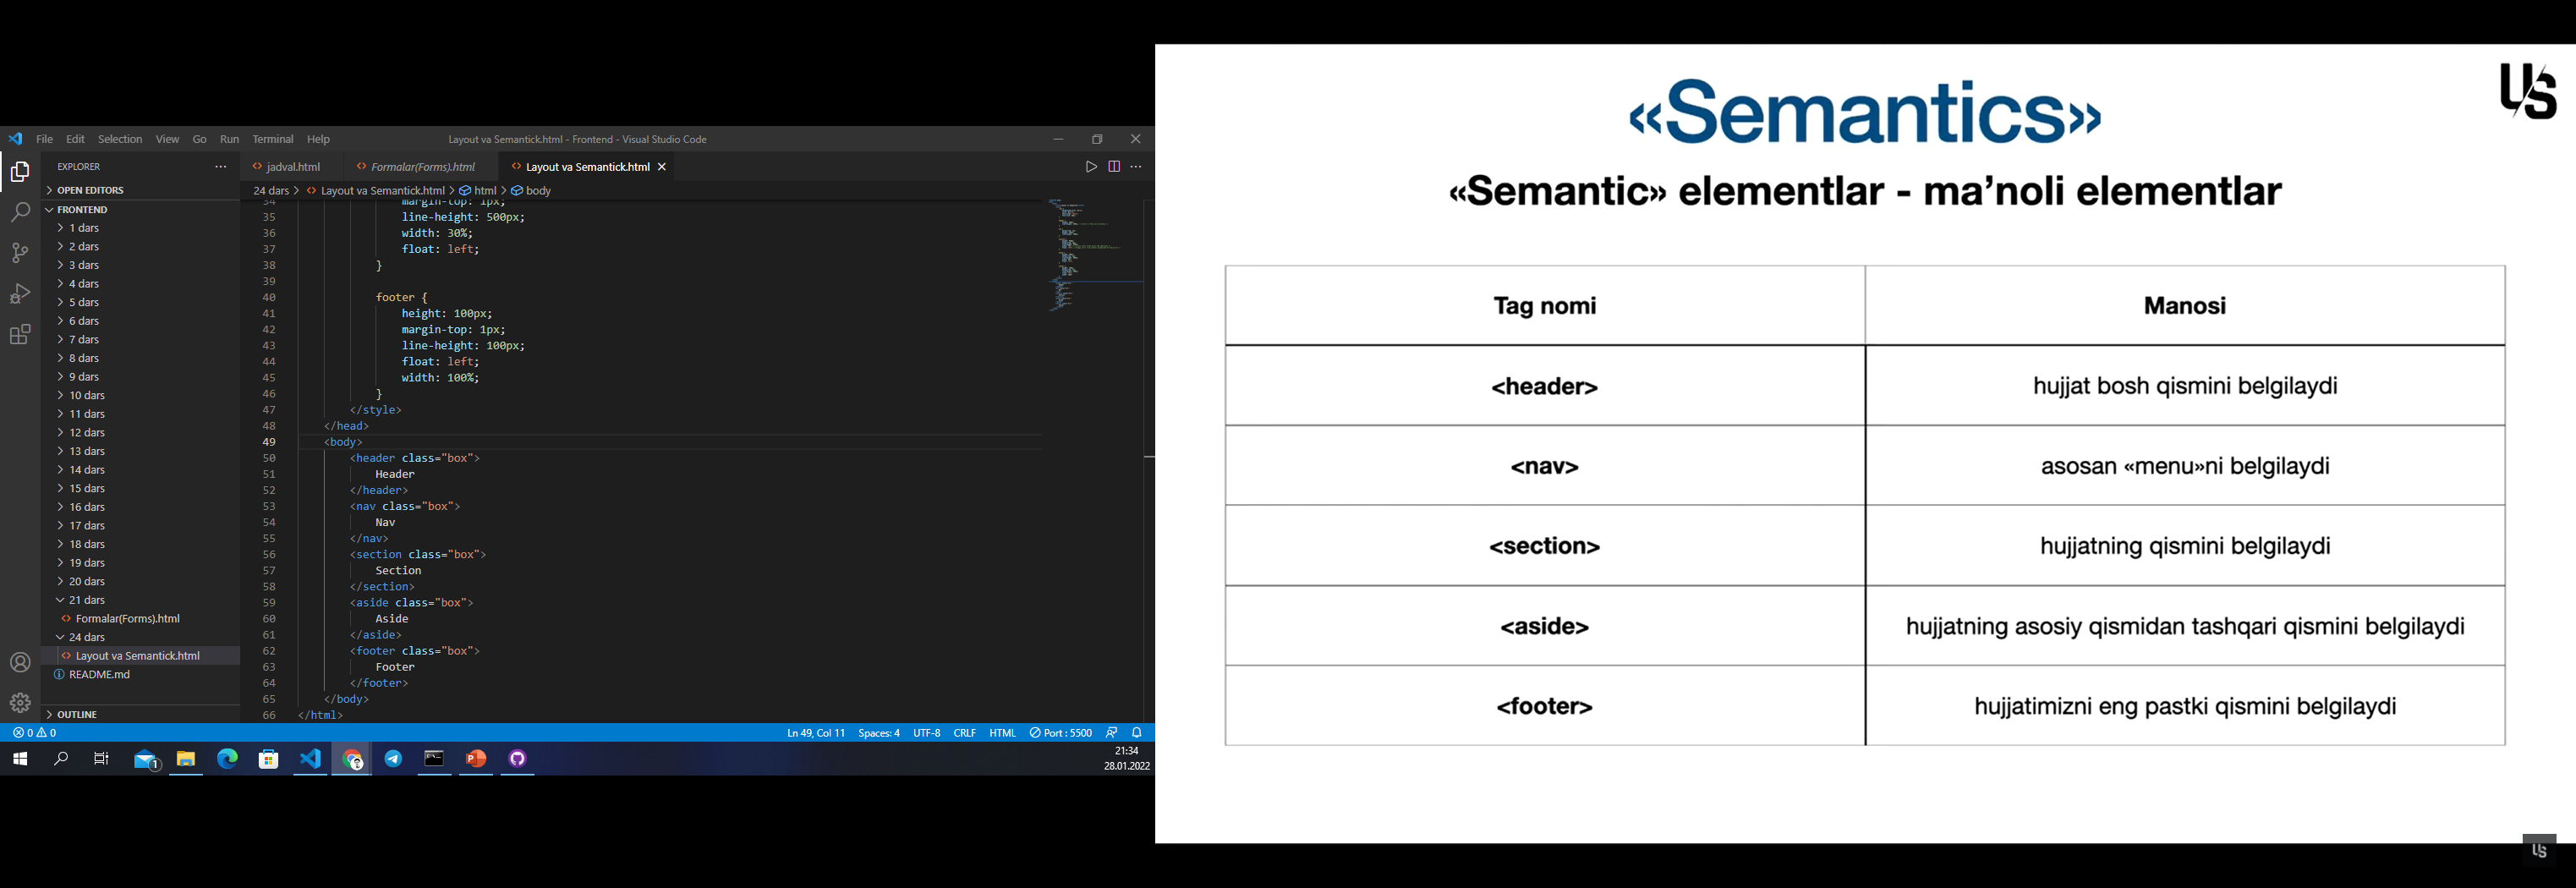 File Edit Selection View Go Run Terminal Help
Layout va Semantick.html - Frontend - Visual Studio Code
EXPLORER
jadval.html
Formalar(Forms).html
Layout va Semantick.html
OPEN EDITORS
24 dars > Layout va Semantick.html > html > body
FRONTEND
1 dars
2 dars
3 dars
4 dars
5 dars
6 dars
7 dars
8 dars
9 dars
10 dars
11 dars
12 dars
13 dars
14 dars
15 dars
16 dars
17 dars
18 dars
19 dars
20 dars
21 dars
Formalar(Forms).html
24 dars
Layout va Semantick.html
README.md
OUTLINE
34 margin-top: 1px;
35 line-height: 500px;
36 width: 30%;
37 float: left;
38 }
39
40 footer {
41 height: 100px;
42 margin-top: 1px;
43 line-height: 100px;
44 float: left;
45 width: 100%;
46 }
47 </style>
48 </head>
49 <body>
50 <header class="box">
51 Header
52 </header>
53 <nav class="box">
54 Nav
55 </nav>
56 <section class="box">
57 Section
58 </section>
59 <aside class="box">
60 Aside
61 </aside>
62 <footer class="box">
63 Footer
64 </footer>
65 </body>
66 </html>
0 0
Ln 49, Col 11 Spaces: 4 UTF-8 CRLF HTML Port : 5500
1
21:34
28.01.2022
US
«Semantics»
«Semantic» elementlar - ma’noli elementlar
Tag nomi Manosi
<header> hujjat bosh qismini belgilaydi
<nav> asosan «menu»ni belgilaydi
<section> hujjatning qismini belgilaydi
<aside> hujjatning asosiy qismidan tashqari qismini belgilaydi
<footer> hujjatimizni eng pastki qismini belgilaydi
US